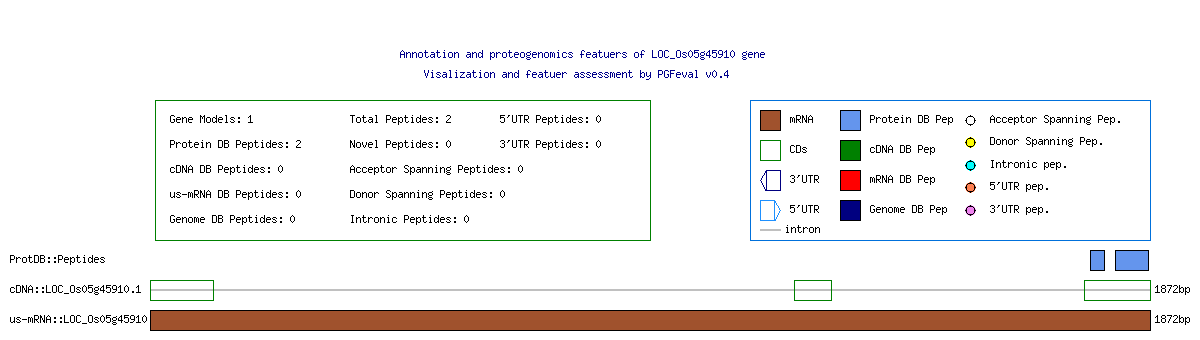 Annotation and proteogenomics featuers of LOC_Os05g45910 gene
Visalization and featuer assessment by PGFeval v0.4
Gene Models: 1 Total Peptides: 2 5'UTR Peptides: 0
Protein DB Peptides: 2 Novel Peptides: 0 3'UTR Peptides: 0
cDNA DB Peptides: 0 Acceptor Spanning Peptides: 0
us-mRNA DB Peptides: 0 Donor Spanning Peptides: 0
Genome DB Peptides: 0 Intronic Peptides: 0
mRNA Protein DB Pep Acceptor Spanning Pep.
CDs cDNA DB Pep Donor Spanning Pep.
3'UTR mRNA DB Pep Intronic pep.
5'UTR Genome DB Pep 5'UTR pep.
intron 3'UTR pep.
ProtDB::Peptides
cDNA::LOC_Os05g45910.1 1872bp
us-mRNA::LOC_Os05g45910 1872bp